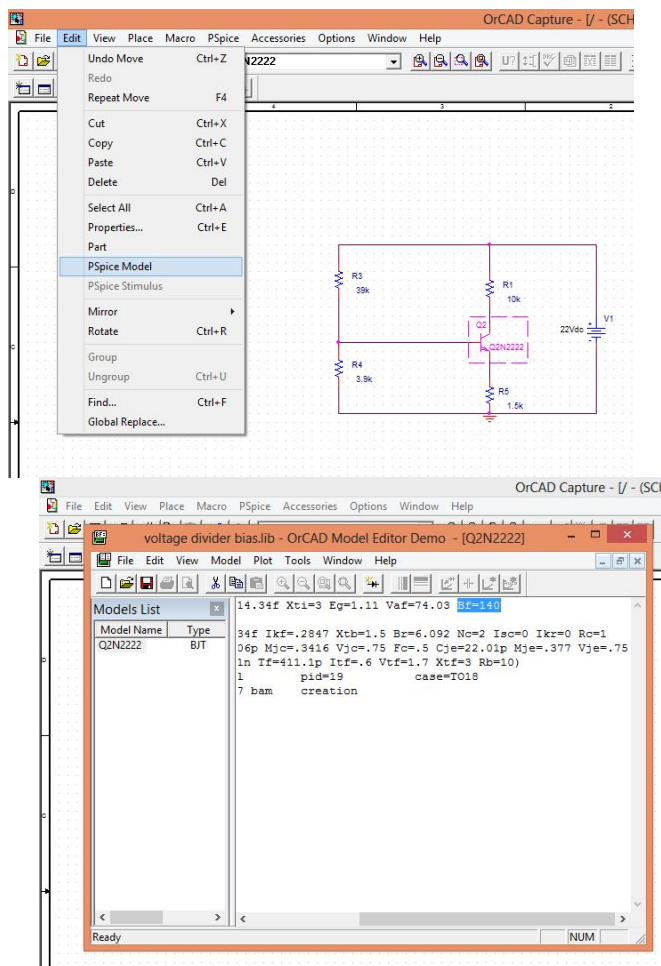 OrCAD Capture - [/ - (SCH
File Edit View Place Macro PSpice Accessories Options Window Help
Undo Move Ctrl+Z
N2222
U?
Redo
Repeat Move F4
4 3 2
Cut Ctrl+X
Copy Ctrl+C
Paste Ctrl+V
Delete Del
D
Select All Ctrl+A
Properties... Ctrl+E
Part
PSpice Model
PSpice Stimulus
Mirror
Rotate Ctrl+R
Group
Ungroup Ctrl+U
Find... Ctrl+F
Global Replace...
R3
39k
R1
10k
Q2
Q2N2222
22Vdc
V1
R4
3.9k
R5
1.5k
C
OrCAD Capture - [/ - (SCH
File Edit View Place Macro PSpice Accessories Options Window Help
voltage divider bias.lib - OrCAD Model Editor Demo - [Q2N2222]
File Edit View Model Plot Tools Window Help
Models List
Model Name Type
Q2N2222 BJT
14.34f Xti=3 Eg=1.11 Vaf=74.03 Bf=140
34f Ikf=.2847 Xtb=1.5 Br=6.092 Nc=2 Isc=0 Ikr=0 Rc=1
06p Mjc=.3416 Vjc=.75 Fc=.5 Cje=22.01p Mje=.377 Vje=.75
1n Tf=411.1p Itf=.6 Vtf=1.7 Xtf=3 Rb=10)
1 pid=19 case=TO18
7 bam creation
D
C
Ready NUM